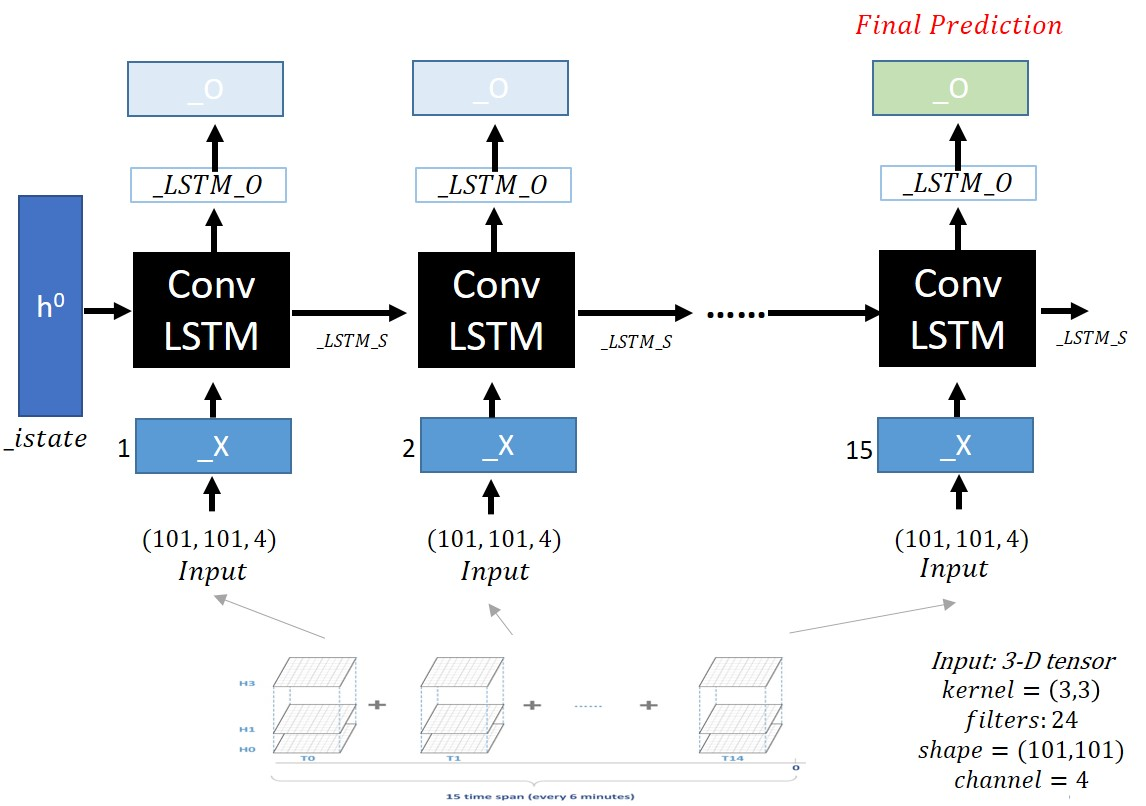 Final Prediction
_O
_O
_O
_LSTM_O
_LSTM_O
_LSTM_O
h⁰
Conv
LSTM
Conv
LSTM
......
Conv
LSTM
_LSTM_S
_LSTM_S
_LSTM_S
_istate
1
_X
2
_X
15
_X
(101, 101, 4)
Input
(101, 101, 4)
Input
(101, 101, 4)
Input
H3
H1
H0
T0
T1
......
T14
0
15 time span (every 6 minutes)
Input: 3-D tensor
kernel = (3,3)
filters: 24
shape = (101,101)
channel = 4